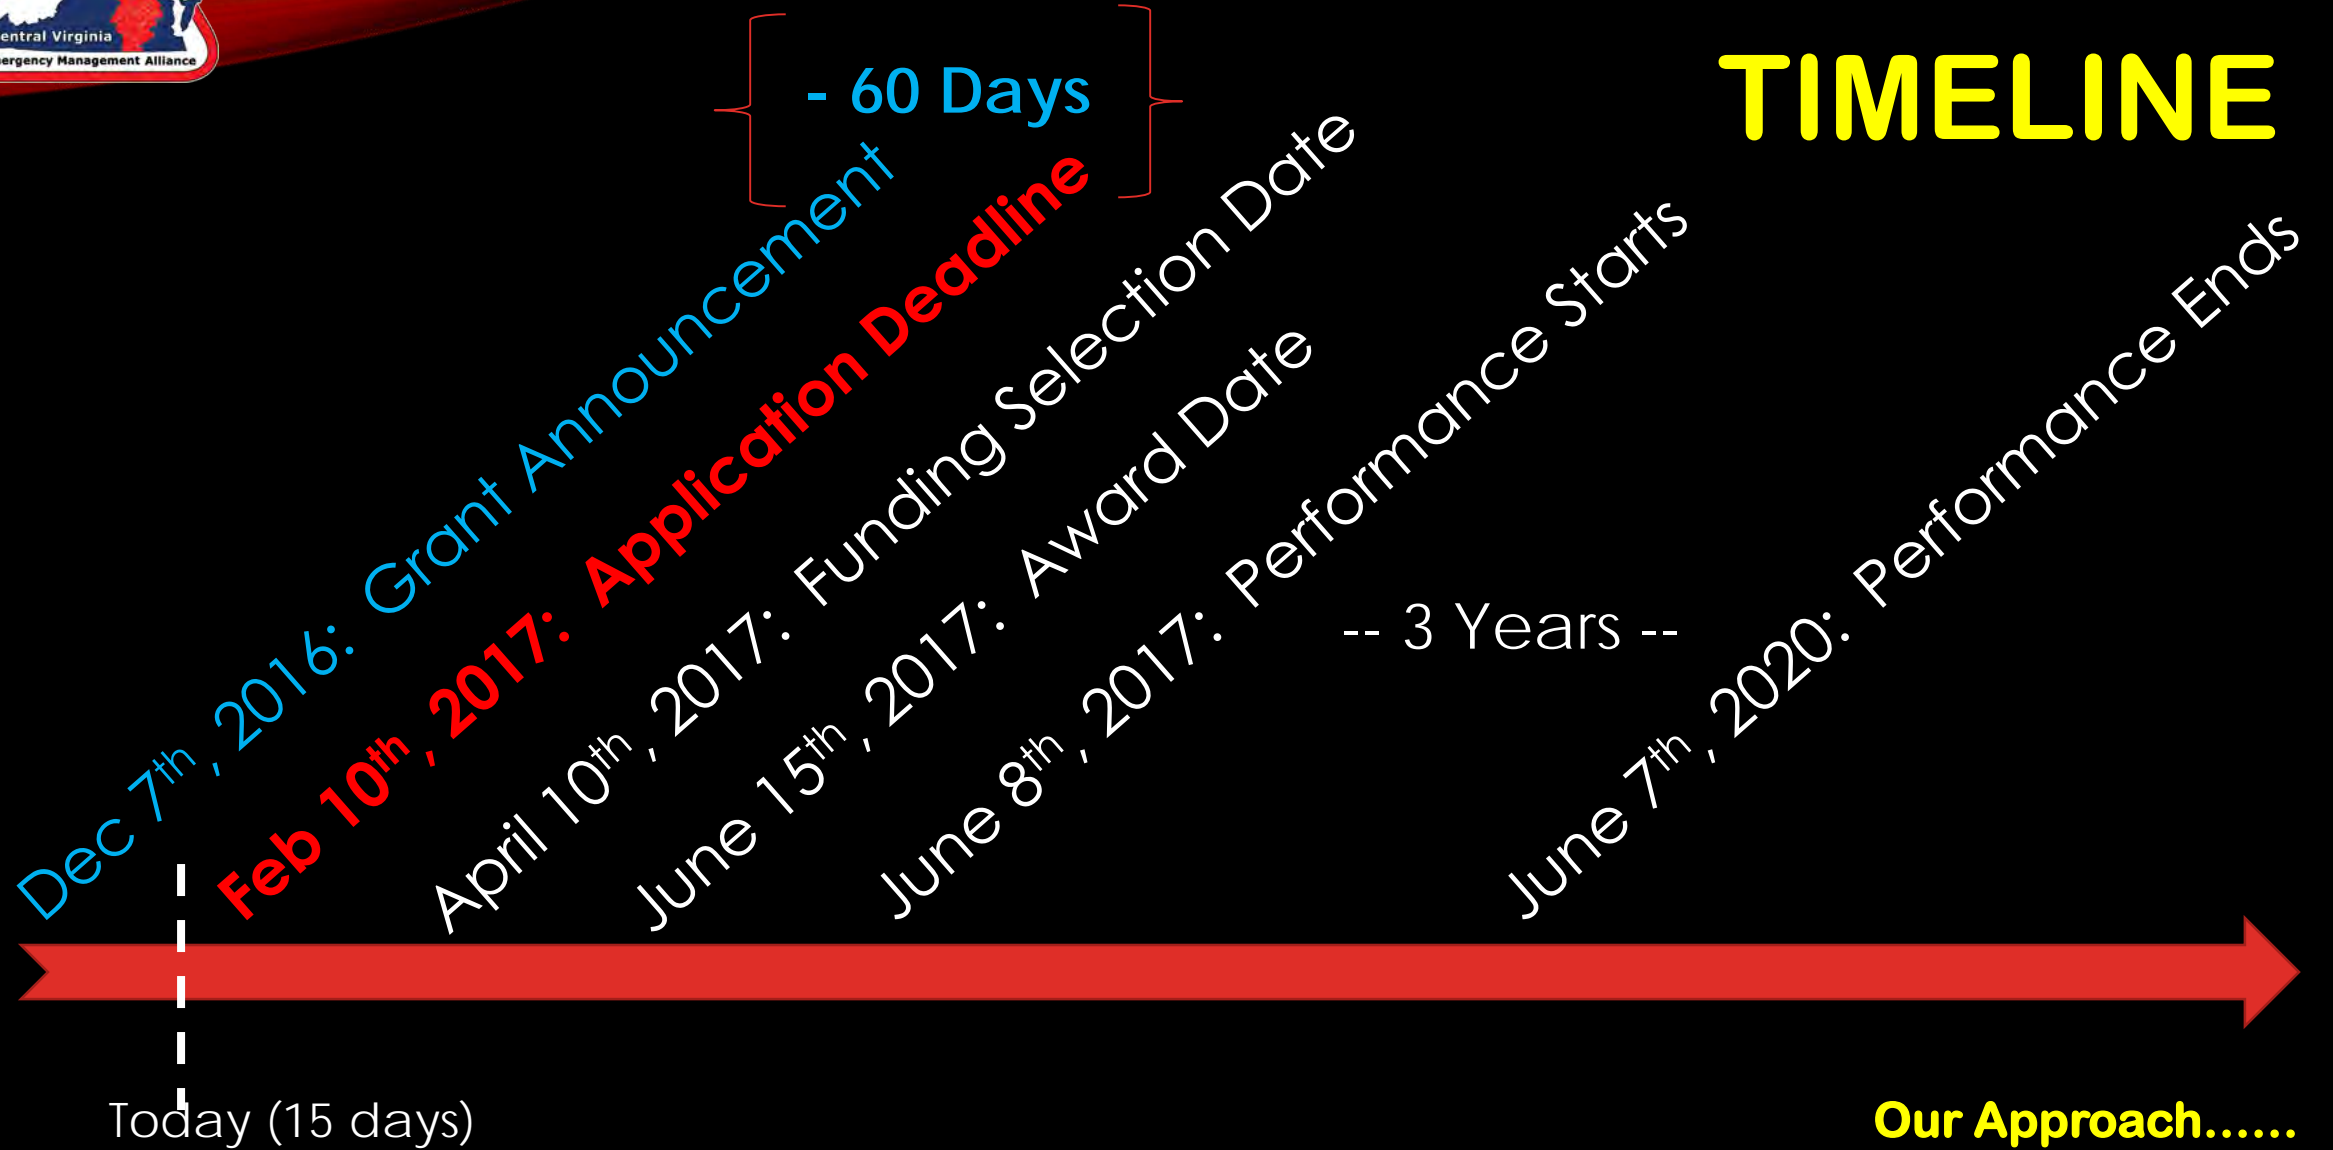 entral Virginia
ergency Management Alliance
TIMELINE
- 60 Days
Dec 7th, 2016: Grant Announcement
Feb 10th, 2017: Application Deadline
April 10th, 2017: Funding Selection Date
June 15th, 2017: Award Date
June 8th, 2017: Performance Starts
-- 3 Years --
June 7th, 2020: Performance Ends
Today (15 days)
Our Approach......